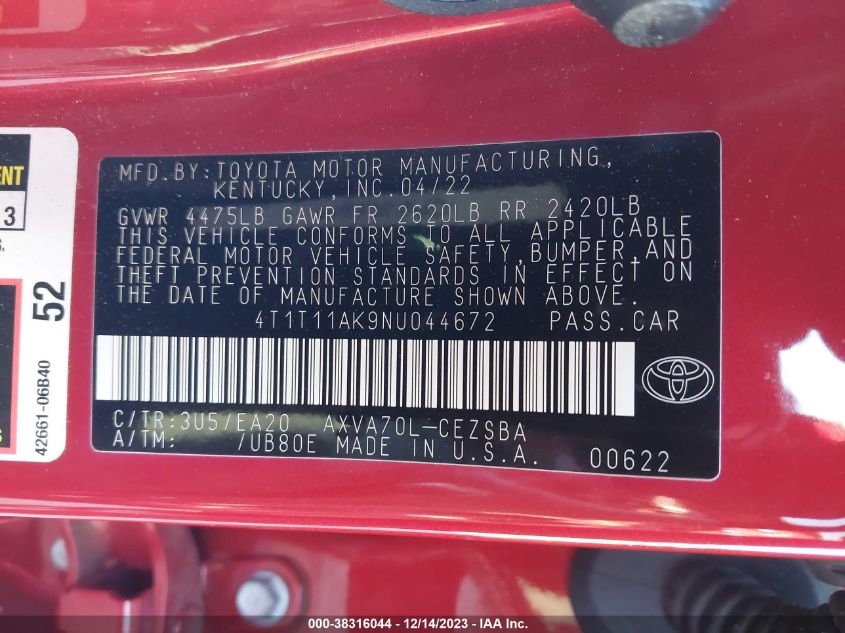 ENT
3
S.
52
42661-06B40
MFD. BY: TOYOTA MOTOR MANUFACTURING,
KENTUCKY, INC. 04/22
GVWR 4475LB GAWR FR 2620LB RR 2420LB
THIS VEHICLE CONFORMS TO ALL APPLICABLE
FEDERAL MOTOR VEHICLE SAFETY, BUMPER, AND
THEFT PREVENTION STANDARDS IN EFFECT ON
THE DATE OF MANUFACTURE SHOWN ABOVE.
4T1T11AK9NU044672 PASS. CAR
C/TR: 3U5/EA20 AXVA70L-CEZSBA
A/TM: /UB80E MADE IN U.S.A. 00622
000-38316044 - 12/14/2023 - IAA Inc.